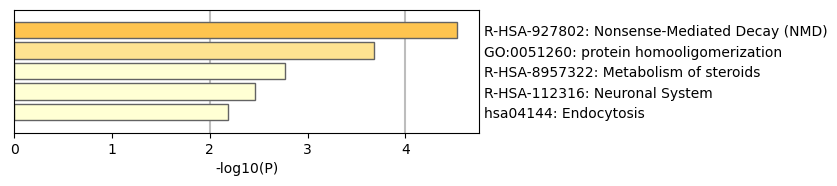 R-HSA-927802: Nonsense-Mediated Decay (NMD)
GO:0051260: protein homooligomerization
R-HSA-8957322: Metabolism of steroids
R-HSA-112316: Neuronal System
hsa04144: Endocytosis
0 1 2 3 4
-log10(P)